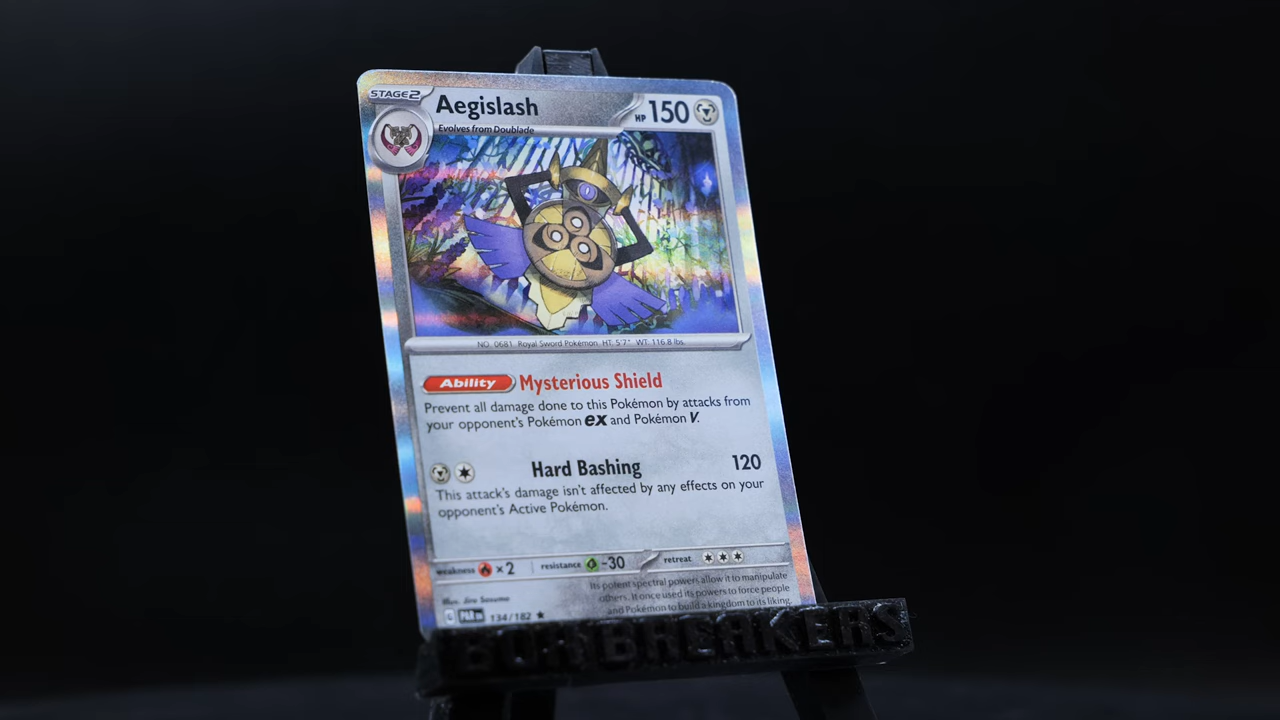 STAGE2
Aegislash
HP 150
Evolves from Doublade
NO. 0681 Royal Sword Pokémon HT: 5'7" WT: 116.8 lbs.
Ability Mysterious Shield
Prevent all damage done to this Pokémon by attacks from
your opponent's Pokémon ex and Pokémon V.
Hard Bashing 120
This attack's damage isn't affected by any effects on your
opponent's Active Pokémon.
weakness ×2 resistance -30 retreat
Its potent spectral powers allow it to manipulate
others. It once used its powers to force people
and Pokémon to build a kingdom to its liking.
Illus. Jiro Sasumo
G PAR EN 134/182
BOX BREAKERS